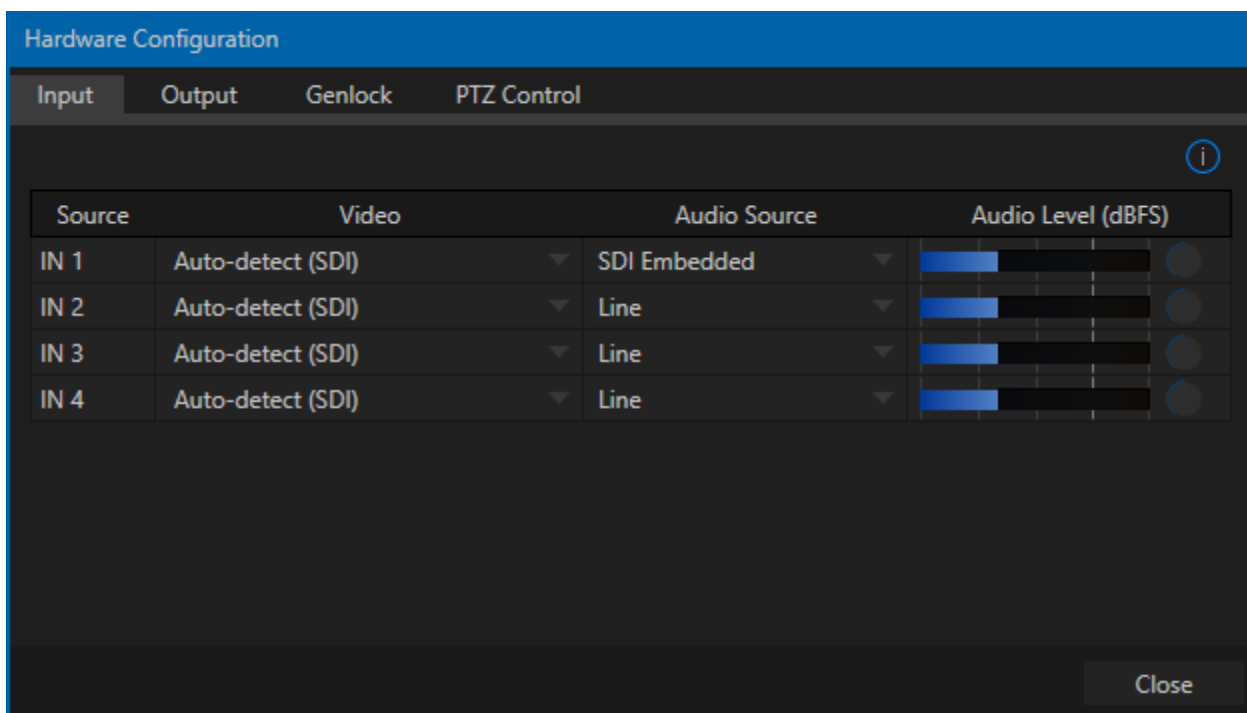 Hardware Configuration
Input Output Genlock PTZ Control
i
Source Video Audio Source Audio Level (dBFS)
IN 1 Auto-detect (SDI) SDI Embedded
IN 2 Auto-detect (SDI) Line
IN 3 Auto-detect (SDI) Line
IN 4 Auto-detect (SDI) Line
Close